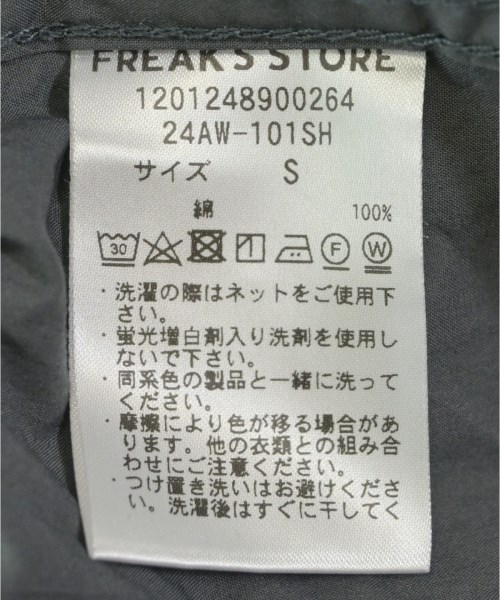 FREAK'S STORE
1201248900264
24AW-101SH
サイズ S
綿 100%
30 F W
・洗濯の際はネットをご使用下
さい。
・蛍光増白剤入り洗剤を使用し
ないで下さい。
・同系色の製品と一緒に洗って
ください。
・摩擦により色が移る場合があ
ります。他の衣類との組み合
わせにご注意ください。
・つけ置き洗いはお避けくださ
い。洗濯後はすぐに干してく